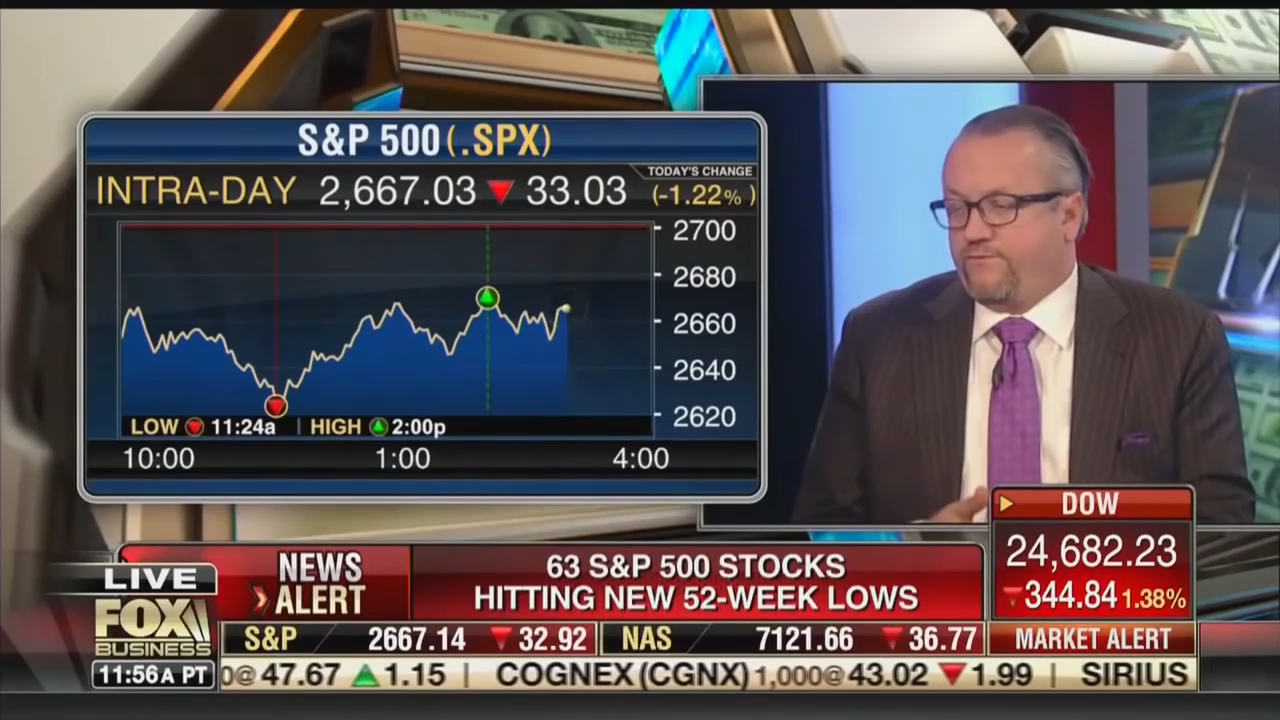 S&P 500 (.SPX)
TODAY'S CHANGE
INTRA-DAY 2,667.03 33.03 (-1.22%)
2700
2680
2660
2640
2620
LOW 11:24a | HIGH 2:00p
10:00 1:00 4:00
DOW
24,682.23
344.84 1.38%
MARKET ALERT
NEWS
ALERT
63 S&P 500 STOCKS
HITTING NEW 52-WEEK LOWS
LIVE
FOX
BUSINESS
11:56A PT
S&P 2667.14 32.92 NAS 7121.66 36.77
@47.67 1.15 | COGNEX (CGNX) 1,000@43.02 1.99 | SIRIUS